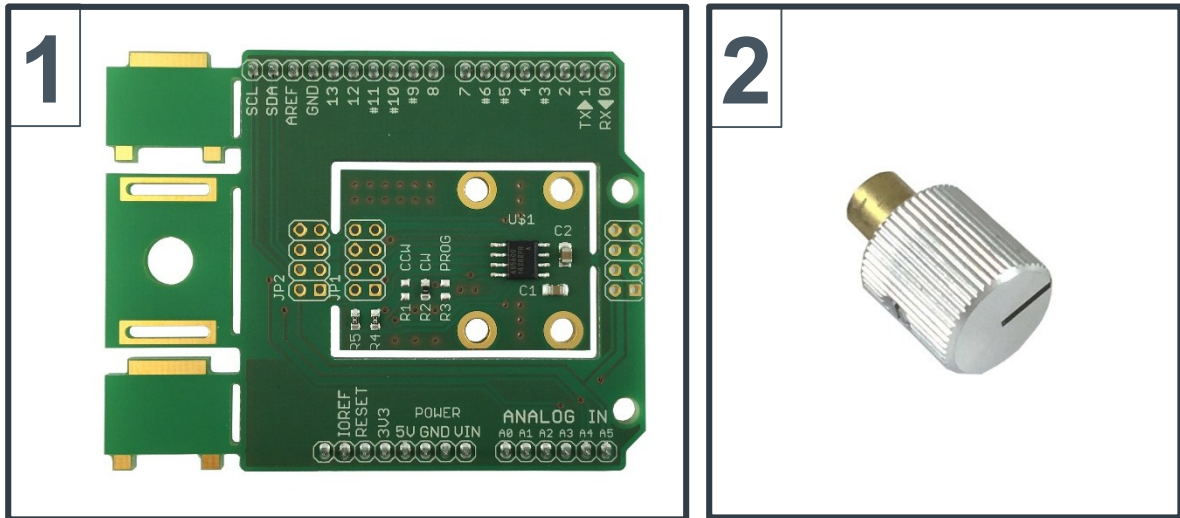 1
2
SCL SDA AREF GND 13 12 #11 #10 #9 8
7 #6 #5 4 #3 2 TX▶1 RX◀0
U$1
C2
JP2 JP1
CCW CW PROG
R1 R2 R3
C1
R5 R4
IOREF RESET 3V3 5V GND VIN
POWER
ANALOG IN
A0 A1 A2 A3 A4 A5